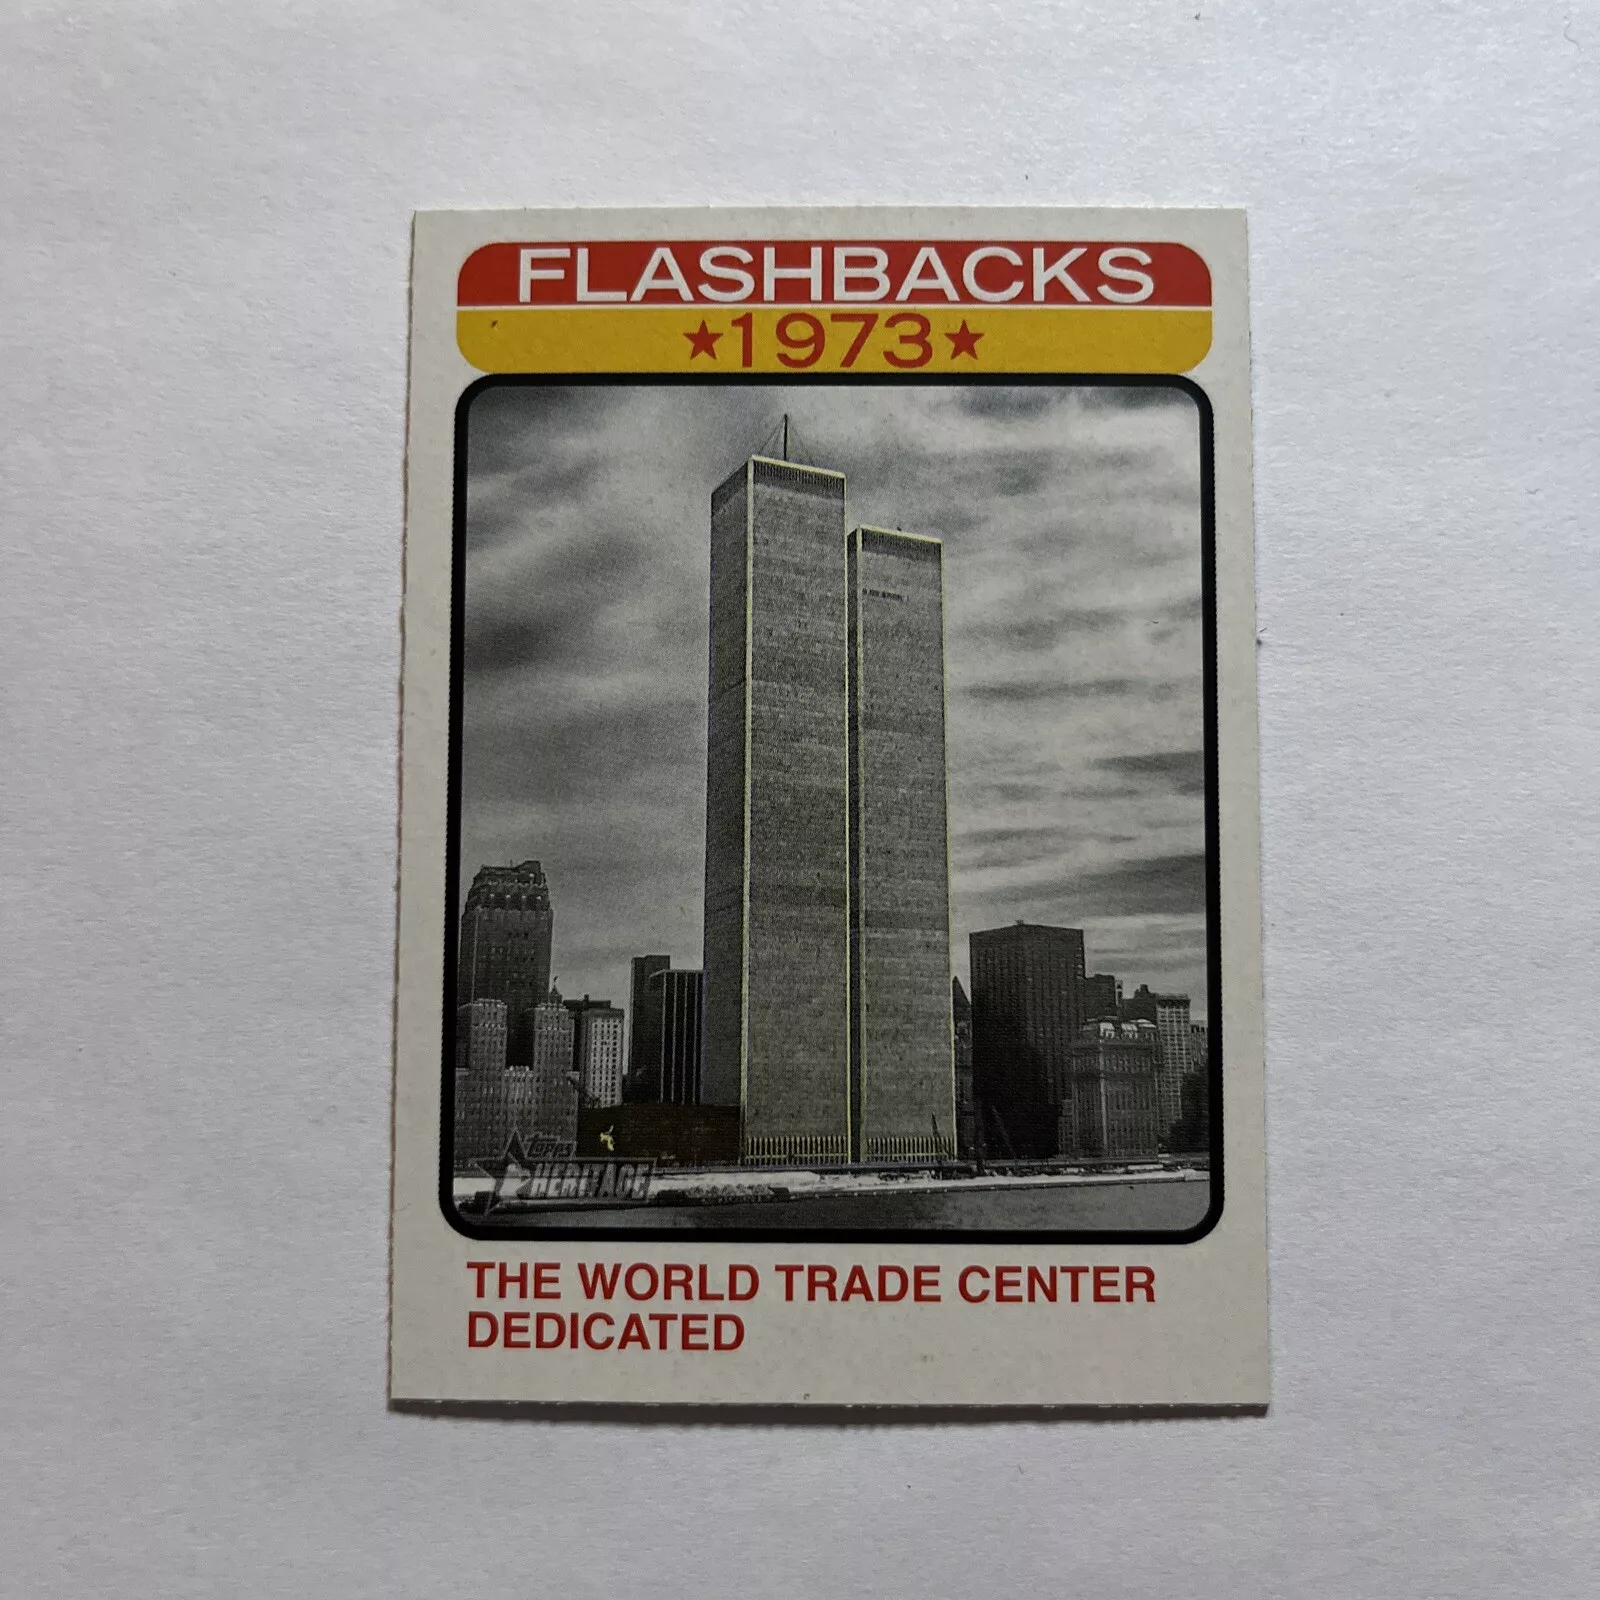 FLASHBACKS
★1973★
topps
HERITAGE
THE WORLD TRADE CENTER
DEDICATED